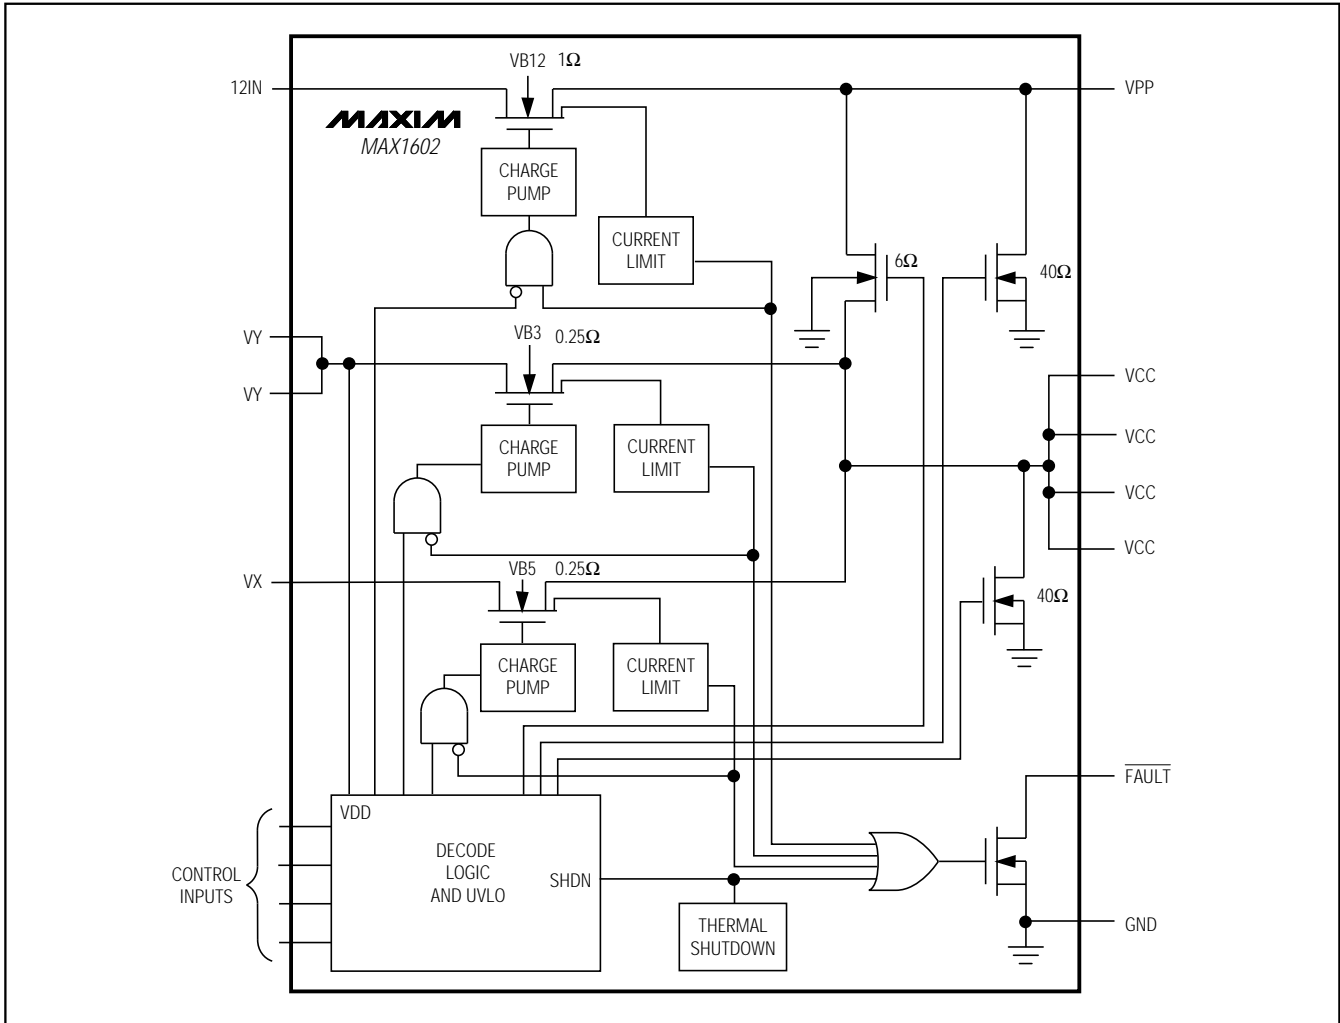 VB12 1Ω
12IN
VPP
MAXIM
MAX1602
CHARGE
PUMP
CURRENT
LIMIT
6Ω
40Ω
VY
VB3 0.25Ω
VY
VCC
VCC
VCC
VCC
CHARGE
PUMP
CURRENT
LIMIT
VX
VB5 0.25Ω
40Ω
CHARGE
PUMP
CURRENT
LIMIT
FAULT
VDD
DECODE
LOGIC
AND UVLO
SHDN
CONTROL
INPUTS
THERMAL
SHUTDOWN
GND